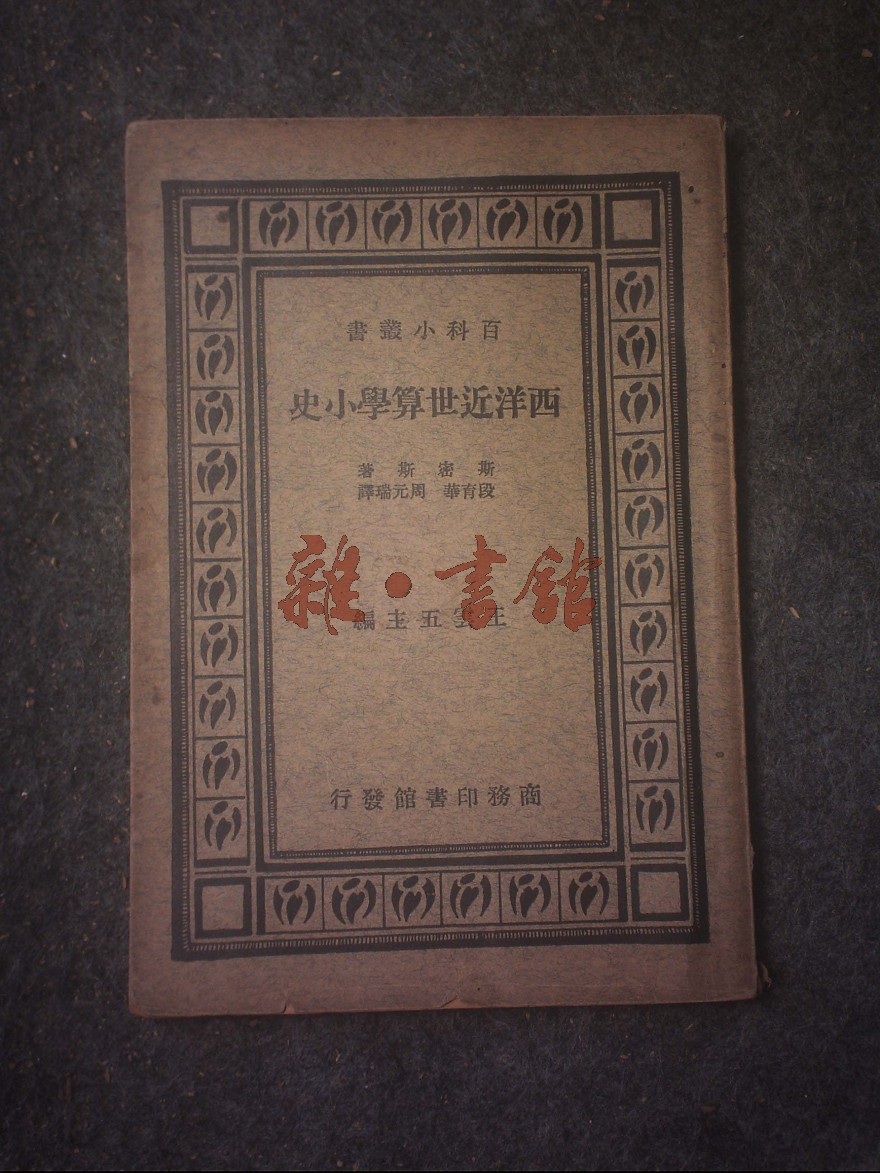 百科小叢書
西洋近世算學小史
斯密斯著
段育華 周元瑞譯
王雲五主編
雜·書館
商務印書館發行